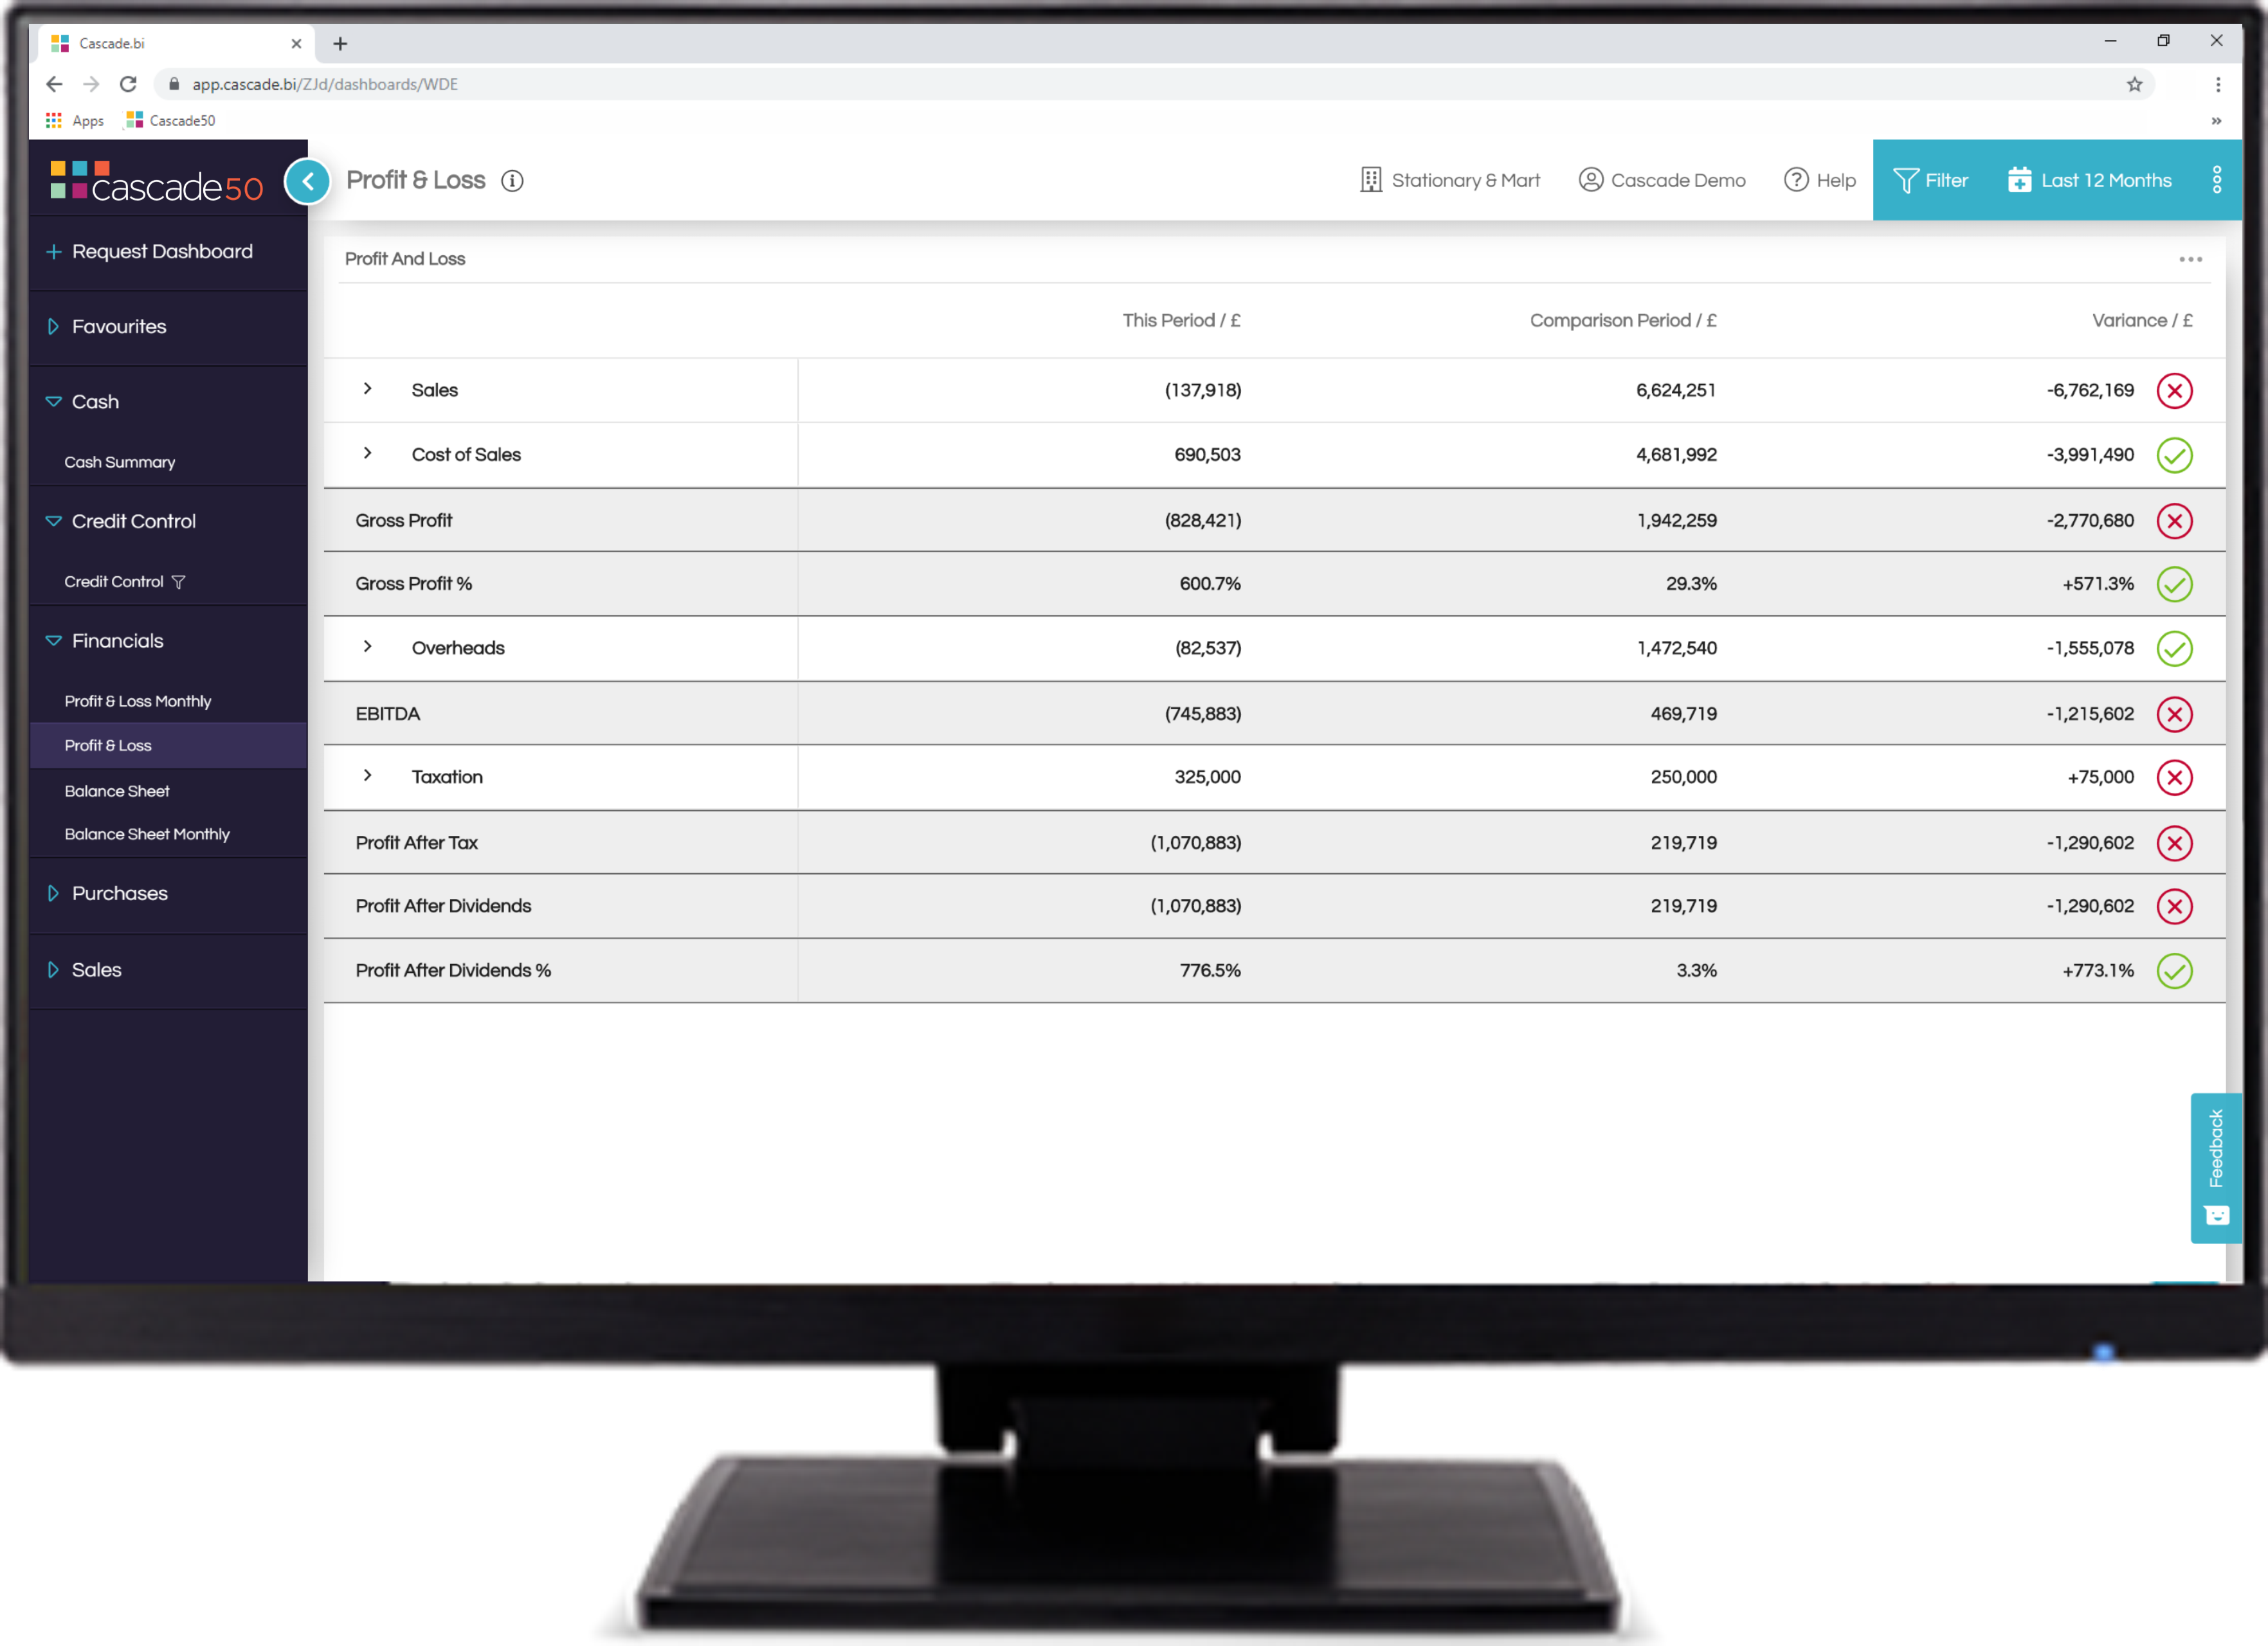 Cascade.bi
app.cascade.bi/ZJd/dashboards/WDE
Apps Cascade50
cascade50
Profit & Loss
Stationary & Mart Cascade Demo Help Filter Last 12 Months
Request Dashboard
Favourites
Cash
Cash Summary
Credit Control
Credit Control
Financials
Profit & Loss Monthly
Profit & Loss
Balance Sheet
Balance Sheet Monthly
Purchases
Sales
Profit And Loss
This Period / £ Comparison Period / £ Variance / £
Sales (137,918) 6,624,251 -6,762,169
Cost of Sales 690,503 4,681,992 -3,991,490
Gross Profit (828,421) 1,942,259 -2,770,680
Gross Profit % 600.7% 29.3% +571.3%
Overheads (82,537) 1,472,540 -1,555,078
EBITDA (745,883) 469,719 -1,215,602
Taxation 325,000 250,000 +75,000
Profit After Tax (1,070,883) 219,719 -1,290,602
Profit After Dividends (1,070,883) 219,719 -1,290,602
Profit After Dividends % 776.5% 3.3% +773.1%
Feedback